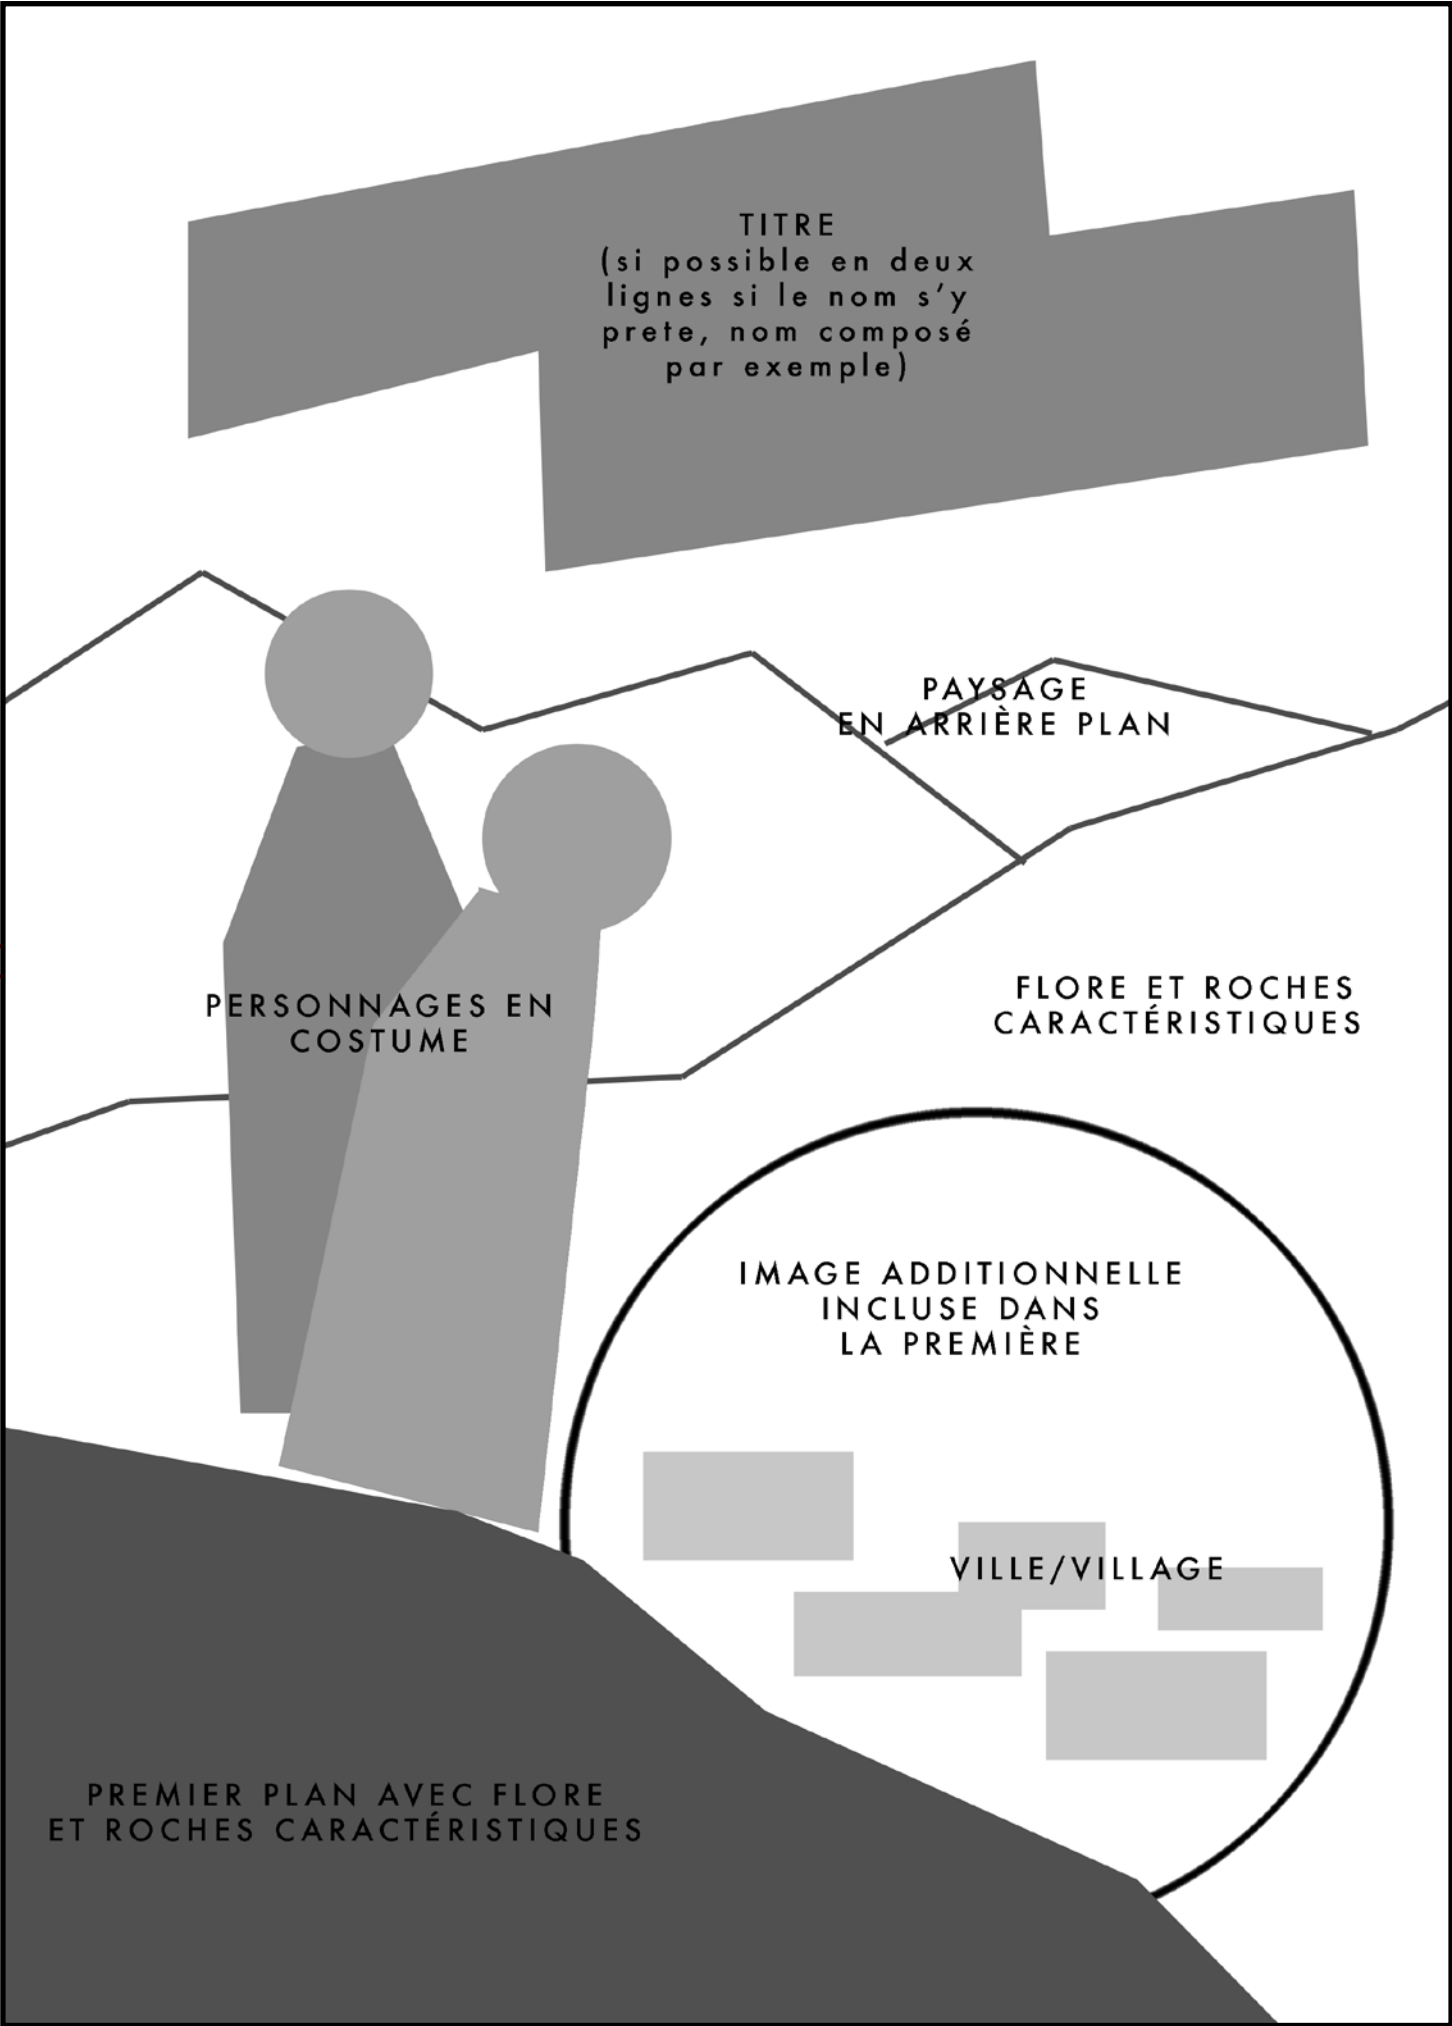 TITRE
(si possible en deux
lignes si le nom s'y
prete, nom composé
par exemple)
PAYSAGE
EN ARRIÈRE PLAN
PERSONNAGES EN
COSTUME
FLORE ET ROCHES
CARACTÉRISTIQUES
IMAGE ADDITIONNELLE
INCLUSE DANS
LA PREMIÈRE
VILLE/VILLAGE
PREMIER PLAN AVEC FLORE
ET ROCHES CARACTÉRISTIQUES